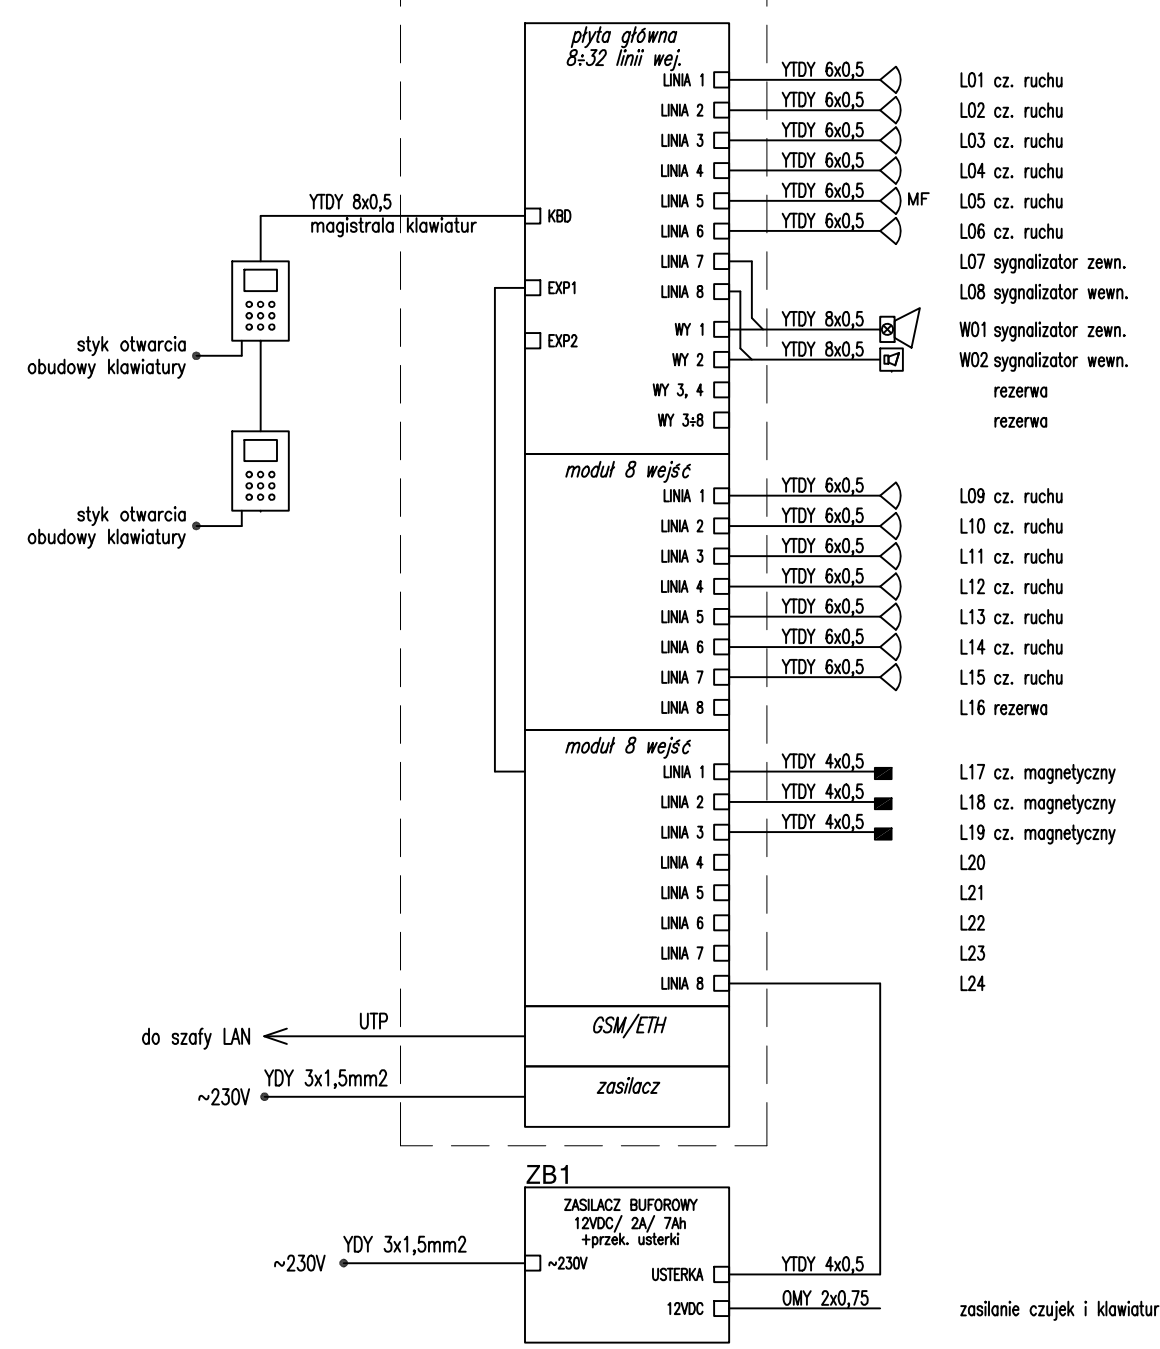 płyta główna
8÷32 linii wej.
LINIA 1 YTDY 6x0,5 L01 cz. ruchu
LINIA 2 YTDY 6x0,5 L02 cz. ruchu
LINIA 3 YTDY 6x0,5 L03 cz. ruchu
LINIA 4 YTDY 6x0,5 L04 cz. ruchu
LINIA 5 YTDY 6x0,5 MF L05 cz. ruchu
LINIA 6 YTDY 6x0,5 L06 cz. ruchu
LINIA 7 L07 sygnalizator zewn.
LINIA 8 L08 sygnalizator wewn.
WY 1 YTDY 8x0,5 W01 sygnalizator zewn.
WY 2 YTDY 8x0,5 W02 sygnalizator wewn.
WY 3, 4 rezerwa
WY 3÷8 rezerwa
YTDY 8x0,5
magistrala klawiatur
KBD
EXP1
EXP2
styk otwarcia
obudowy klawiatury
styk otwarcia
obudowy klawiatury
moduł 8 wejść
LINIA 1 YTDY 6x0,5 L09 cz. ruchu
LINIA 2 YTDY 6x0,5 L10 cz. ruchu
LINIA 3 YTDY 6x0,5 L11 cz. ruchu
LINIA 4 YTDY 6x0,5 L12 cz. ruchu
LINIA 5 YTDY 6x0,5 L13 cz. ruchu
LINIA 6 YTDY 6x0,5 L14 cz. ruchu
LINIA 7 YTDY 6x0,5 L15 cz. ruchu
LINIA 8 L16 rezerwa
moduł 8 wejść
LINIA 1 YTDY 4x0,5 L17 cz. magnetyczny
LINIA 2 YTDY 4x0,5 L18 cz. magnetyczny
LINIA 3 YTDY 4x0,5 L19 cz. magnetyczny
LINIA 4 L20
LINIA 5 L21
LINIA 6 L22
LINIA 7 L23
LINIA 8 L24
do szafy LAN UTP GSM/ETH
~230V YDY 3x1,5mm2 zasilacz
ZB1
ZASILACZ BUFOROWY
12VDC/ 2A/ 7Ah
+przek. usterki
~230V YDY 3x1,5mm2 ~230V
USTERKA YTDY 4x0,5
12VDC OMY 2x0,75 zasilanie czujek i klawiatur